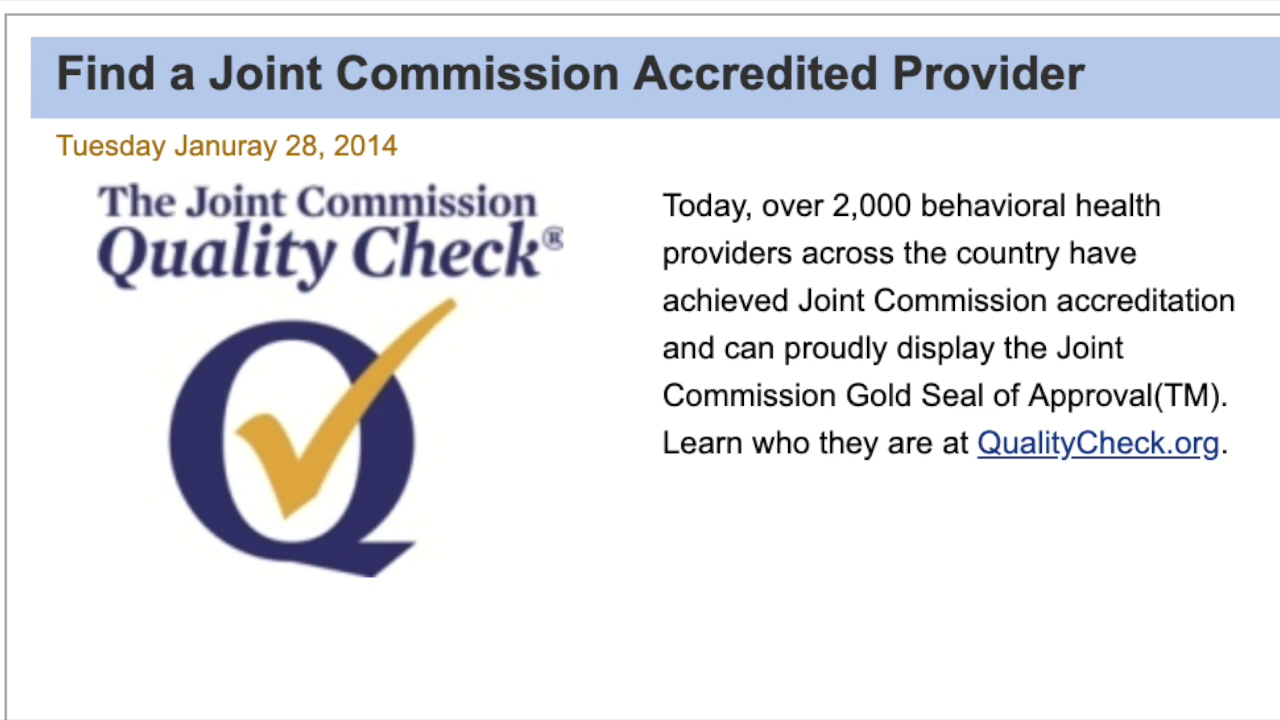 Find a Joint Commission Accredited Provider
Tuesday Januray 28, 2014
The Joint Commission
Quality Check®
Today, over 2,000 behavioral health
providers across the country have
achieved Joint Commission accreditation
and can proudly display the Joint
Commission Gold Seal of Approval(TM).
Learn who they are at QualityCheck.org.